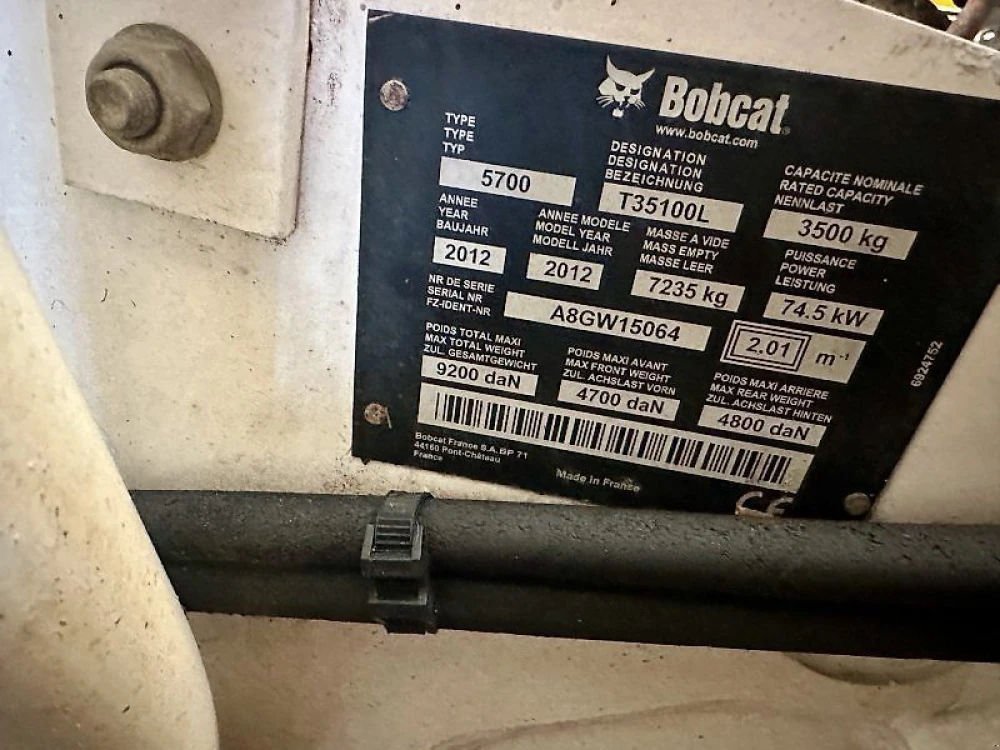 Bobcat
www.bobcat.com
TYPE
TYPE
TYP
5700
DESIGNATION
DESIGNATION
BEZEICHNUNG
T35100L
CAPACITE NOMINALE
RATED CAPACITY
NENNLAST
3500 kg
ANNEE
YEAR
BAUJAHR
2012
ANNEE MODELE
MODEL YEAR
MODELL JAHR
2012
MASSE A VIDE
MASS EMPTY
MASSE LEER
7235 kg
PUISSANCE
POWER
LEISTUNG
74.5 kW
NR DE SERIE
SERIAL NR
FZ-IDENT-NR
A8GW15064
2.01 m⁻¹
POIDS TOTAL MAXI
MAX TOTAL WEIGHT
ZUL. GESAMTGEWICHT
9200 daN
POIDS MAXI AVANT
MAX FRONT WEIGHT
ZUL. ACHSLAST VORN
4700 daN
POIDS MAXI ARRIERE
MAX REAR WEIGHT
ZUL. ACHSLAST HINTEN
4800 daN
6924752
Bobcat France S.A. BP 71
44160 Pont-Château
France
Made in France
CE